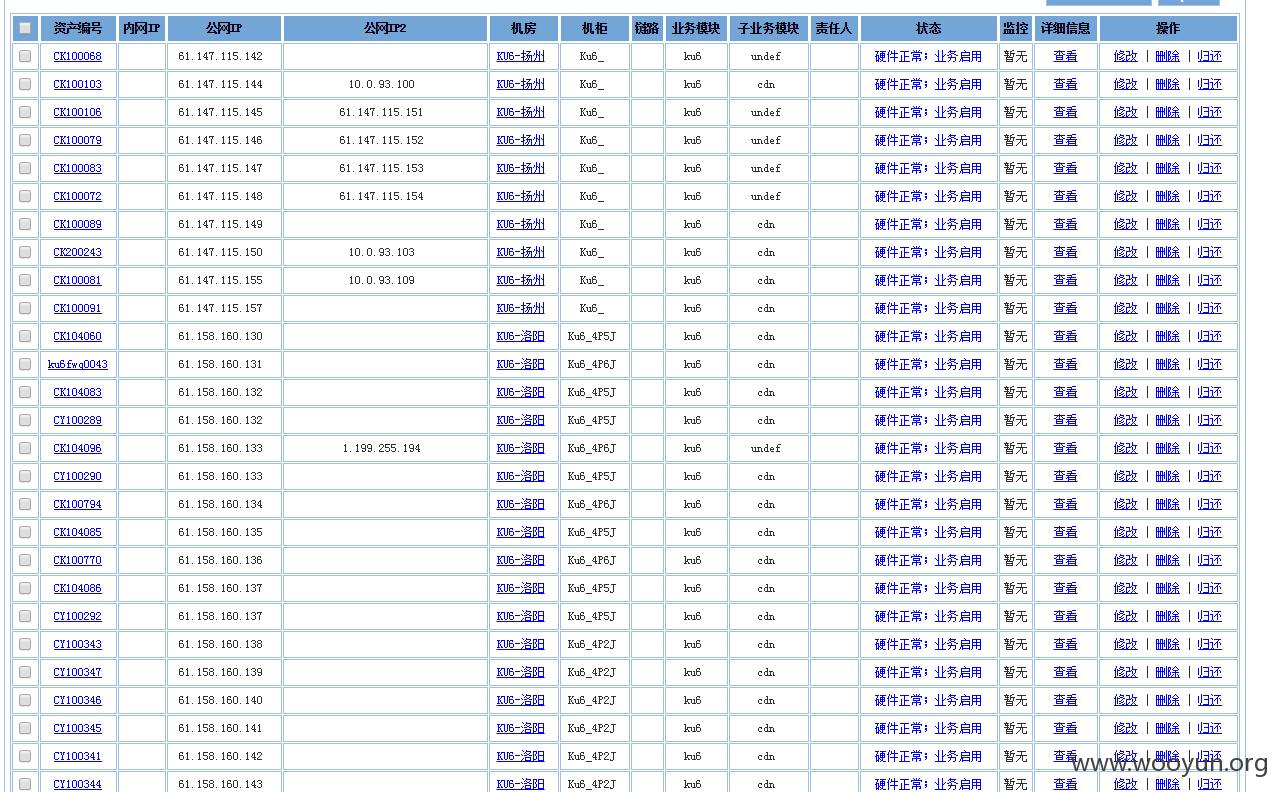 资产编号 内网IP 公网IP 公网IP2 机房 机柜 链路 业务模块 子业务模块 责任人 状态 监控 详细信息 操作
CK100068 61.147.115.142 KU6-扬州 Ku6_ ku6 undef 硬件正常; 业务启用 暂无 查看 修改 | 删除 | 归还
CK100103 61.147.115.144 10.0.93.100 KU6-扬州 Ku6_ ku6 cdn 硬件正常; 业务启用 暂无 查看 修改 | 删除 | 归还
CK100106 61.147.115.145 61.147.115.151 KU6-扬州 Ku6_ ku6 undef 硬件正常; 业务启用 暂无 查看 修改 | 删除 | 归还
CK100079 61.147.115.146 61.147.115.152 KU6-扬州 Ku6_ ku6 undef 硬件正常; 业务启用 暂无 查看 修改 | 删除 | 归还
CK100083 61.147.115.147 61.147.115.153 KU6-扬州 Ku6_ ku6 undef 硬件正常; 业务启用 暂无 查看 修改 | 删除 | 归还
CK100072 61.147.115.148 61.147.115.154 KU6-扬州 Ku6_ ku6 undef 硬件正常; 业务启用 暂无 查看 修改 | 删除 | 归还
CK100089 61.147.115.149 KU6-扬州 Ku6_ ku6 cdn 硬件正常; 业务启用 暂无 查看 修改 | 删除 | 归还
CK200243 61.147.115.150 10.0.93.103 KU6-扬州 Ku6_ ku6 cdn 硬件正常; 业务启用 暂无 查看 修改 | 删除 | 归还
CK100081 61.147.115.155 10.0.93.109 KU6-扬州 Ku6_ ku6 cdn 硬件正常; 业务启用 暂无 查看 修改 | 删除 | 归还
CK100091 61.147.115.157 KU6-扬州 Ku6_ ku6 cdn 硬件正常; 业务启用 暂无 查看 修改 | 删除 | 归还
CK104060 61.158.160.130 KU6-洛阳 Ku6_4P5J ku6 cdn 硬件正常; 业务启用 暂无 查看 修改 | 删除 | 归还
ku6fwq0043 61.158.160.131 KU6-洛阳 Ku6_4P6J ku6 cdn 硬件正常; 业务启用 暂无 查看 修改 | 删除 | 归还
CK104083 61.158.160.132 KU6-洛阳 Ku6_4P5J ku6 cdn 硬件正常; 业务启用 暂无 查看 修改 | 删除 | 归还
CY100289 61.158.160.132 KU6-洛阳 Ku6_4P5J ku6 cdn 硬件正常; 业务启用 暂无 查看 修改 | 删除 | 归还
CK104096 61.158.160.133 1.199.255.194 KU6-洛阳 Ku6_4P6J ku6 undef 硬件正常; 业务启用 暂无 查看 修改 | 删除 | 归还
CY100290 61.158.160.133 KU6-洛阳 Ku6_4P5J ku6 cdn 硬件正常; 业务启用 暂无 查看 修改 | 删除 | 归还
CK100794 61.158.160.134 KU6-洛阳 Ku6_4P6J ku6 cdn 硬件正常; 业务启用 暂无 查看 修改 | 删除 | 归还
CK104085 61.158.160.135 KU6-洛阳 Ku6_4P5J ku6 cdn 硬件正常; 业务启用 暂无 查看 修改 | 删除 | 归还
CK100770 61.158.160.136 KU6-洛阳 Ku6_4P6J ku6 cdn 硬件正常; 业务启用 暂无 查看 修改 | 删除 | 归还
CK104086 61.158.160.137 KU6-洛阳 Ku6_4P5J ku6 cdn 硬件正常; 业务启用 暂无 查看 修改 | 删除 | 归还
CY100292 61.158.160.137 KU6-洛阳 Ku6_4P5J ku6 cdn 硬件正常; 业务启用 暂无 查看 修改 | 删除 | 归还
CY100343 61.158.160.138 KU6-洛阳 Ku6_4P2J ku6 cdn 硬件正常; 业务启用 暂无 查看 修改 | 删除 | 归还
CY100347 61.158.160.139 KU6-洛阳 Ku6_4P2J ku6 cdn 硬件正常; 业务启用 暂无 查看 修改 | 删除 | 归还
CY100346 61.158.160.140 KU6-洛阳 Ku6_4P2J ku6 cdn 硬件正常; 业务启用 暂无 查看 修改 | 删除 | 归还
CY100345 61.158.160.141 KU6-洛阳 Ku6_4P2J ku6 cdn 硬件正常; 业务启用 暂无 查看 修改 | 删除 | 归还
CY100341 61.158.160.142 KU6-洛阳 Ku6_4P2J ku6 cdn 硬件正常; 业务启用 暂无 查看 修改 | 删除 | 归还
www.wooyun.org
CY100344 61.158.160.143 KU6-洛阳 Ku6_4P2J ku6 cdn 硬件正常; 业务启用 暂无 查看 修改 | 删除 | 归还